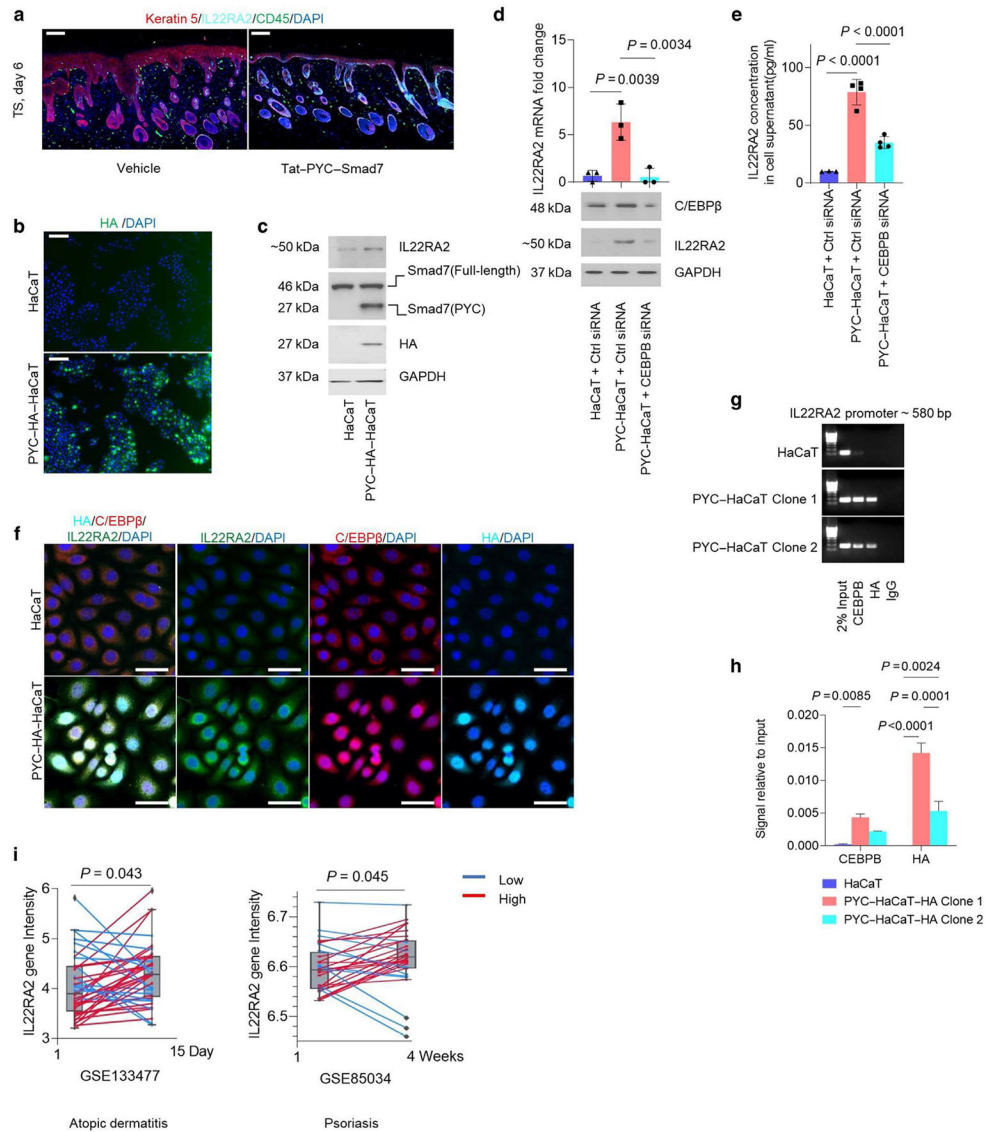 a
Keratin 5/IL22RA2/CD45/DAPI
TS, day 6
Vehicle
Tat–PYC–Smad7
b
HA /DAPI
HaCaT
PYC–HA–HaCaT
c
~50 kDa
IL22RA2
Smad7(Full-length)
46 kDa
27 kDa
Smad7(PYC)
27 kDa
HA
37 kDa
GAPDH
HaCaT
PYC–HA–HaCaT
d
IL22RA2 mRNA fold change
P = 0.0034
P = 0.0039
15
10
5
0
48 kDa
C/EBPβ
~50 kDa
IL22RA2
37 kDa
GAPDH
HaCaT + Ctrl siRNA
PYC-HaCaT + Ctrl siRNA
PYC-HaCaT + CEBPB siRNA
e
IL22RA2 concentration
in cell supernatant(pg/ml)
P < 0.0001
P < 0.0001
100
50
0
HaCaT + Ctrl siRNA
PYC–HaCaT + Ctrl siRNA
PYC–HaCaT + CEBPB siRNA
f
HA/C/EBPβ/
IL22RA2/DAPI
IL22RA2/DAPI
C/EBPβ/DAPI
HA/DAPI
HaCaT
PYC–HA–HaCaT
g
IL22RA2 promoter ~ 580 bp
HaCaT
PYC–HaCaT Clone 1
PYC–HaCaT Clone 2
2% Input
CEBPB
HA
IgG
h
P = 0.0024
P = 0.0085
P = 0.0001
P<0.0001
Signal relative to input
0.020
0.015
0.010
0.005
0.000
CEBPB
HA
HaCaT
PYC–HaCaT–HA Clone 1
PYC–HaCaT–HA Clone 2
i
P = 0.043
IL22RA2 gene Intensity
6
5
4
3
1
15 Day
GSE133477
Atopic dermatitis
P = 0.045
IL22RA2 gene Intensity
6.7
6.6
6.5
1
4 Weeks
GSE85034
Psoriasis
Low
High